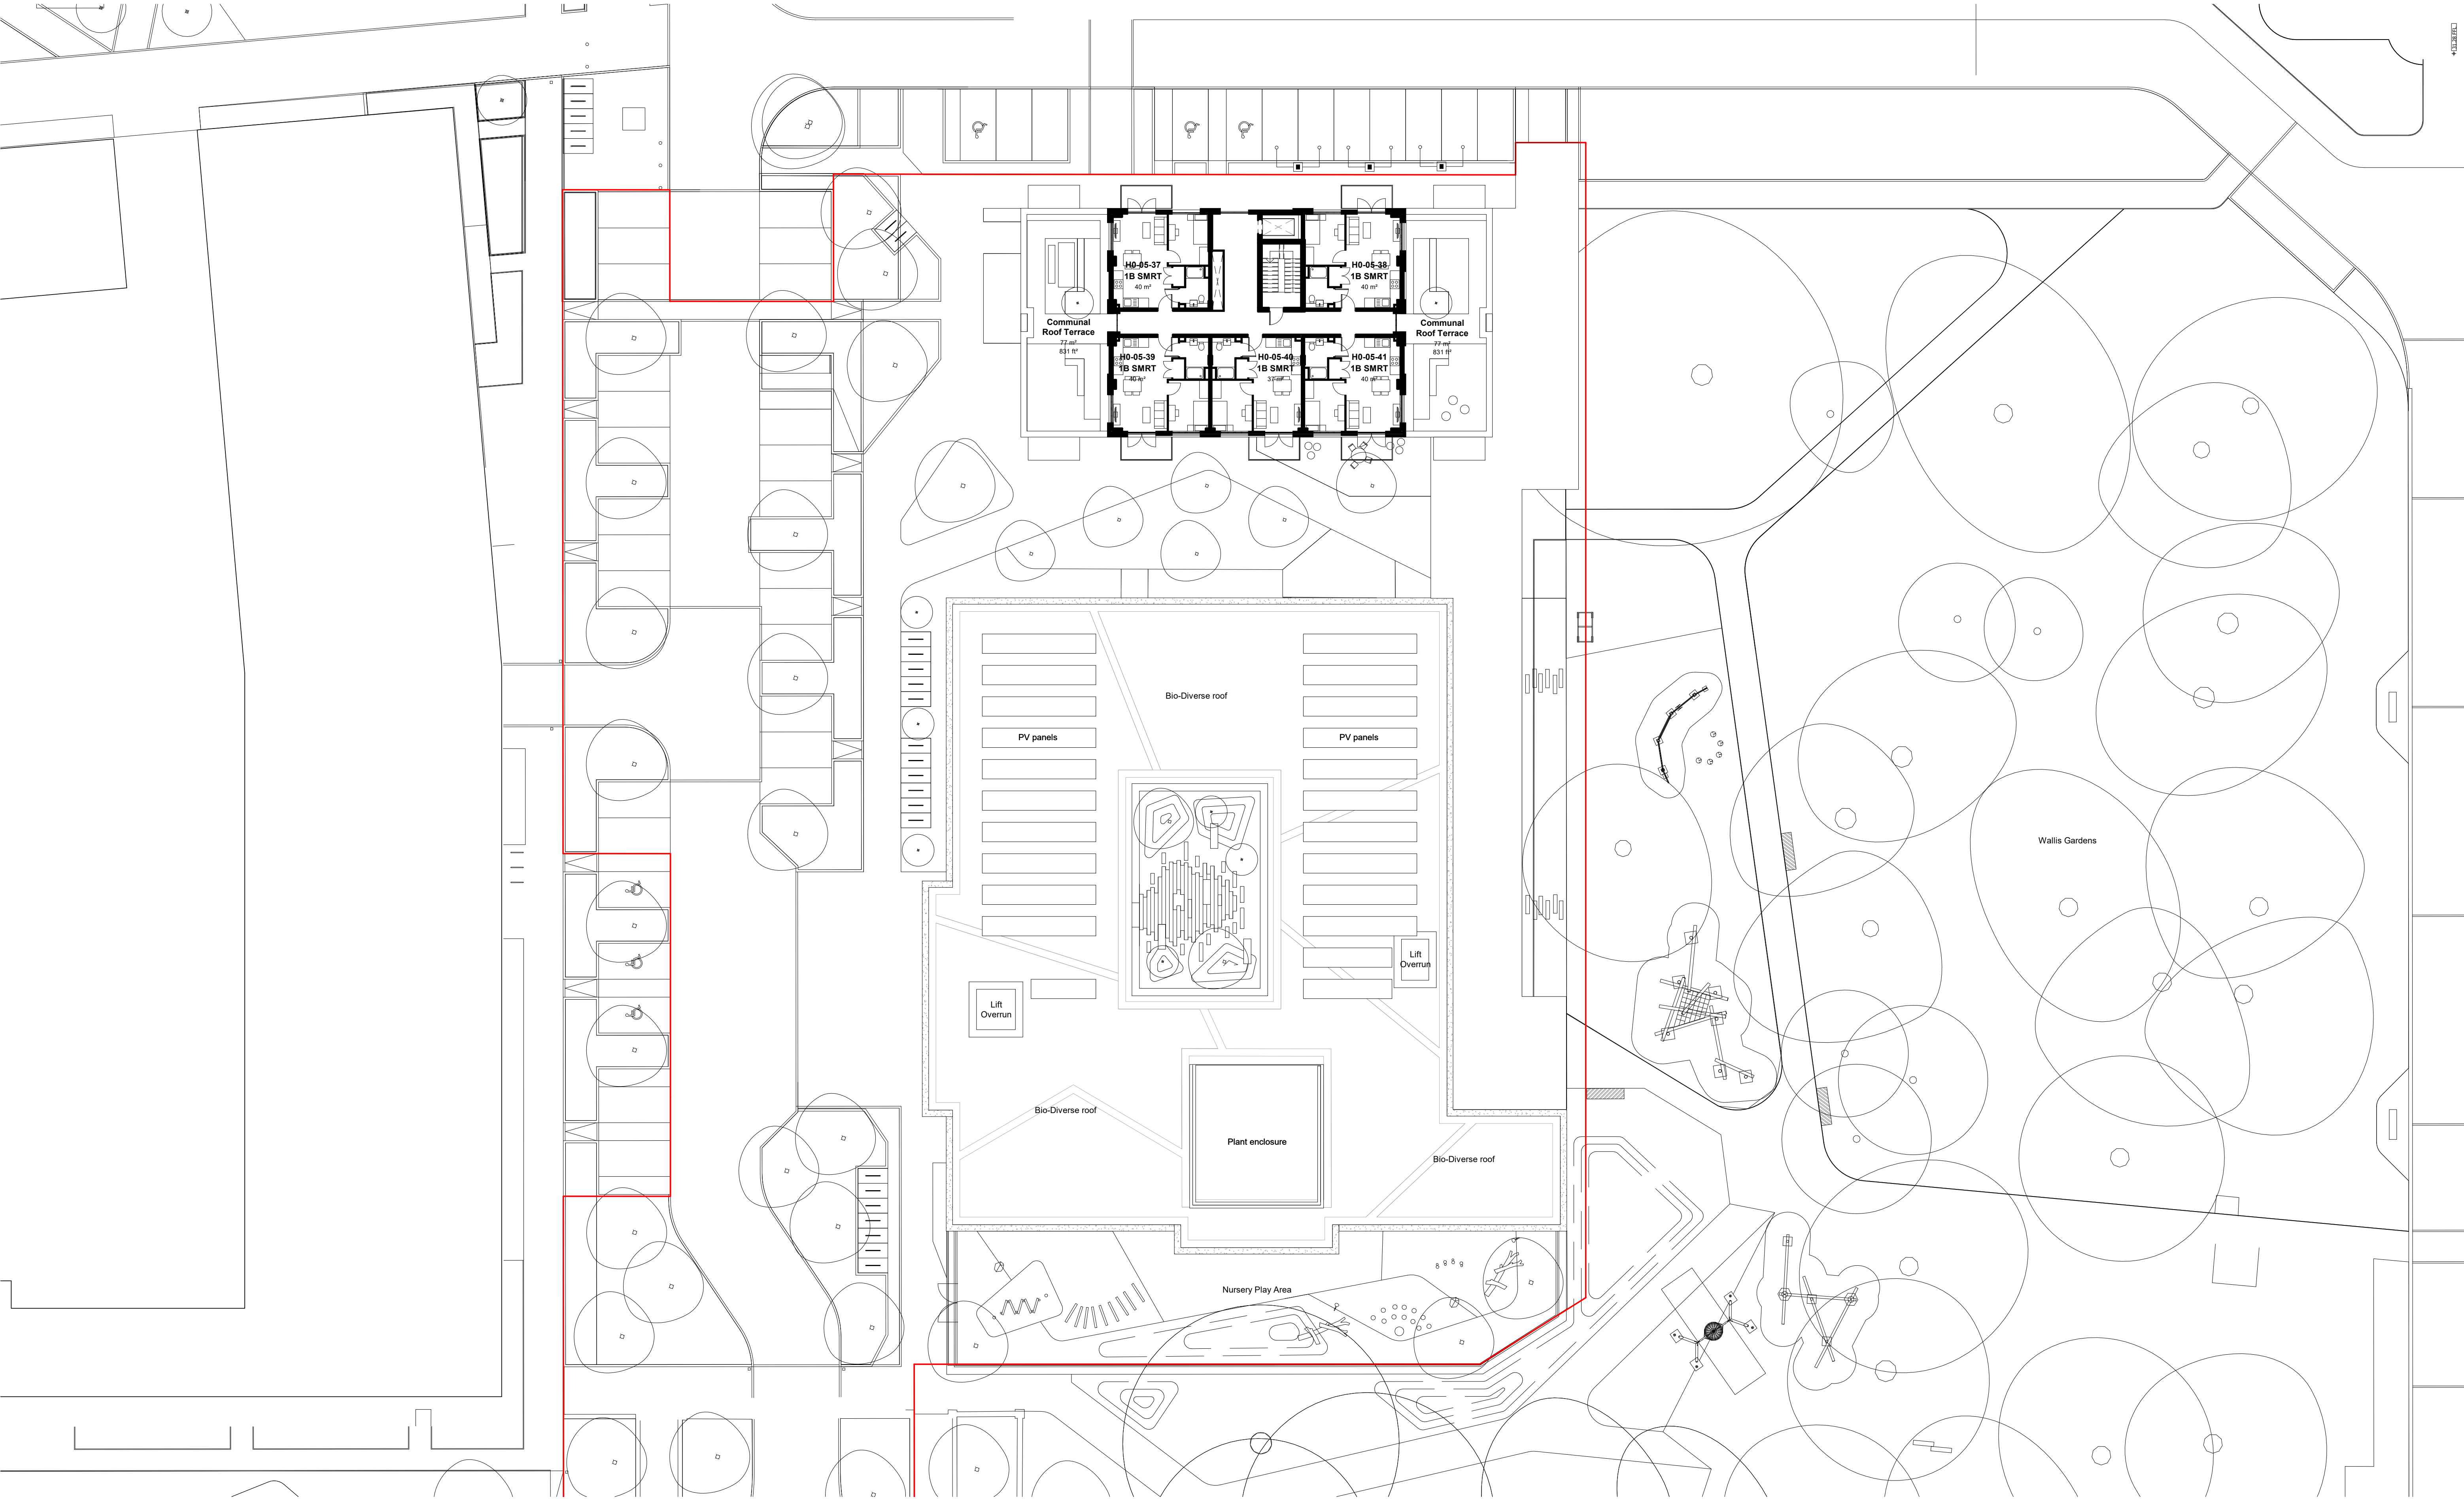 H0-05-37
1B SMRT
40 m²
H0-05-38
1B SMRT
40 m²
Communal
Roof Terrace
77 m²
831 ft²
Communal
Roof Terrace
77 m²
831 ft²
H0-05-39
1B SMRT
40 m²
H0-05-40
1B SMRT
37 m²
H0-05-41
1B SMRT
40 m²
Bio-Diverse roof
PV panels
PV panels
Wallis Gardens
Lift
Overrun
Lift
Overrun
Bio-Diverse roof
Plant enclosure
Bio-Diverse roof
Nursery Play Area